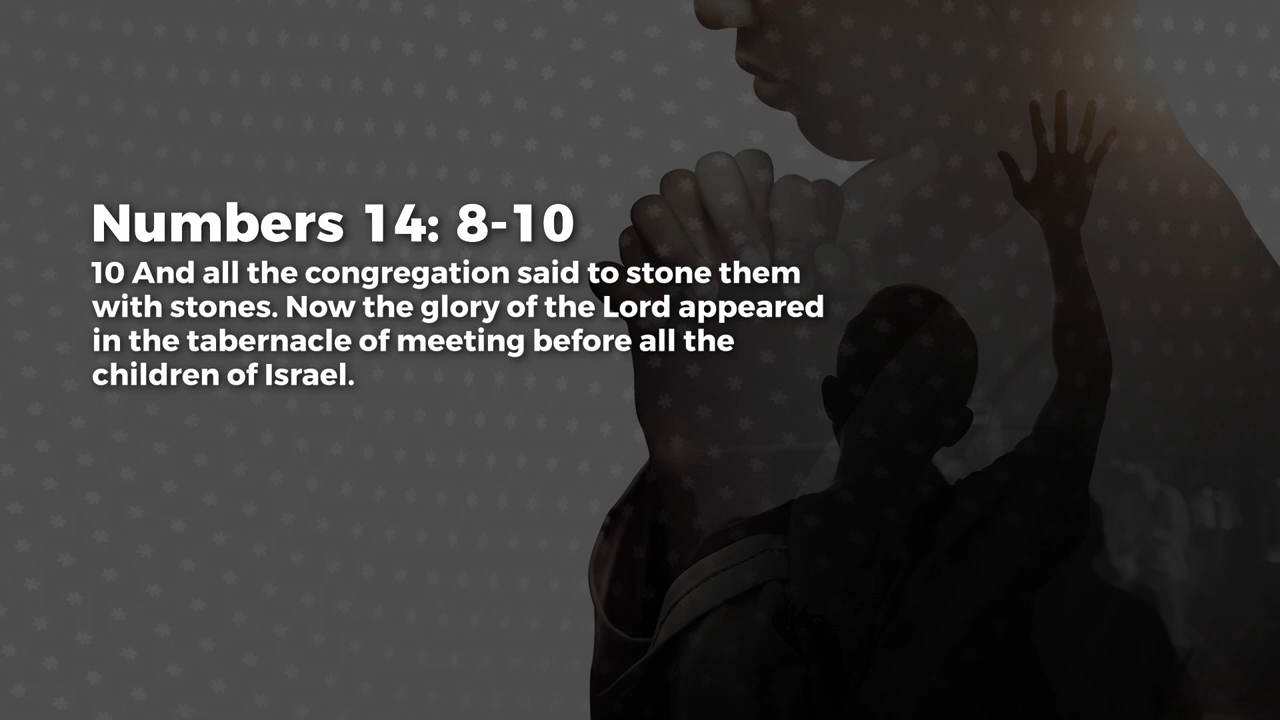 Numbers 14: 8-10
10 And all the congregation said to stone them
with stones. Now the glory of the Lord appeared
in the tabernacle of meeting before all the
children of Israel.